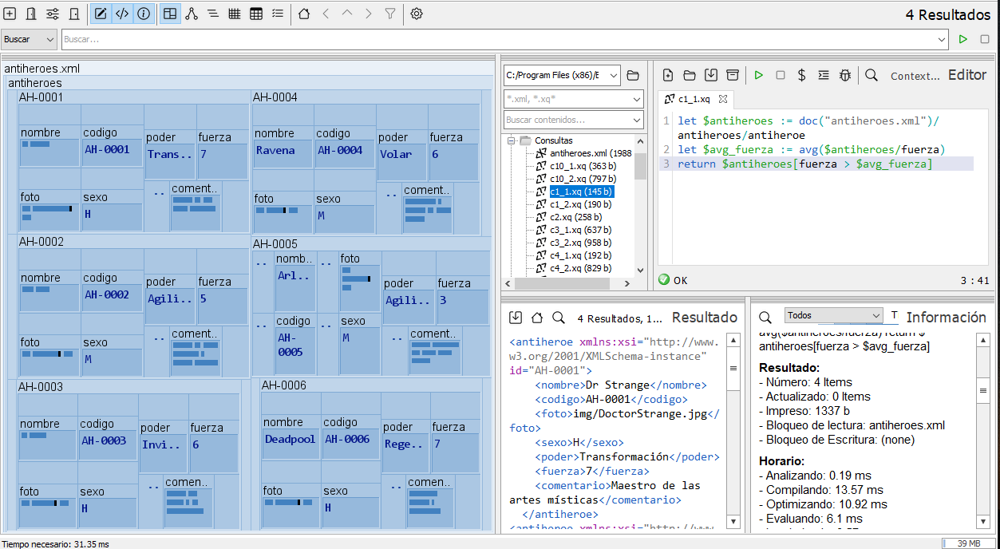 4 Resultados
Buscar
Buscar...
antiheroes.xml
antiheroes
AH-0001
nombre
codigo
AH-0001
poder
Trans..
fuerza
7
foto
sexo
H
..
coment..
AH-0004
nombre
Ravena
codigo
AH-0004
poder
Volar
fuerza
6
foto
sexo
M
..
coment..
AH-0002
nombre
codigo
AH-0002
poder
Agili..
fuerza
5
foto
sexo
M
..
coment..
AH-0005
..
nomb..
Arl..
..
foto
poder
Agili..
fuerza
3
..
codigo
AH-
0005
..
sexo
M
..
coment..
AH-0003
nombre
codigo
AH-0003
poder
Invi..
fuerza
6
foto
sexo
H
..
comen..
AH-0006
nombre
Deadpool
codigo
AH-0006
poder
Rege..
fuerza
7
foto
sexo
H
..
comen..
C:/Program Files (x86)/E
*.xml, *.xq*
Buscar contenidos...
Consultas
antiheroes.xml (1988
c10_1.xq (363 b)
c10_2.xq (797 b)
c1_1.xq (145 b)
c1_2.xq (190 b)
c2.xq (258 b)
c3_1.xq (637 b)
c3_2.xq (958 b)
c4_1.xq (192 b)
c4_2.xq (829 b)
Context... Editor
c1_1.xq
1 let $antiheroes := doc("antiheroes.xml")/
antiheroes/antiheroe
2 let $avg_fuerza := avg($antiheroes/fuerza)
3 return $antiheroes[fuerza > $avg_fuerza]
OK
3 : 41
4 Resultados, 1... Resultado
<antiheroe xmlns:xsi="http://www.
w3.org/2001/XMLSchema-instance"
id="AH-0001">
<nombre>Dr Strange</nombre>
<codigo>AH-0001</codigo>
<foto>img/DoctorStrange.jpg</
foto>
<sexo>H</sexo>
<poder>Transformación</poder>
<fuerza>7</fuerza>
<comentario>Maestro de las
artes místicas</comentario>
</antiheroe>
<antiheroe xmlns:xsi="http://www.
Todos
T
Información
avg($antiheroes/fuerza) return $
antiheroes[fuerza > $avg_fuerza]
Resultado:
- Número: 4 Items
- Actualizado: 0 Items
- Impreso: 1337 b
- Bloqueo de lectura: antiheroes.xml
- Bloqueo de Escritura: (none)
Horario:
- Analizando: 0.19 ms
- Compilando: 13.57 ms
- Optimizando: 10.92 ms
- Evaluando: 6.1 ms
Tiempo necesario: 31.35 ms
39 MB